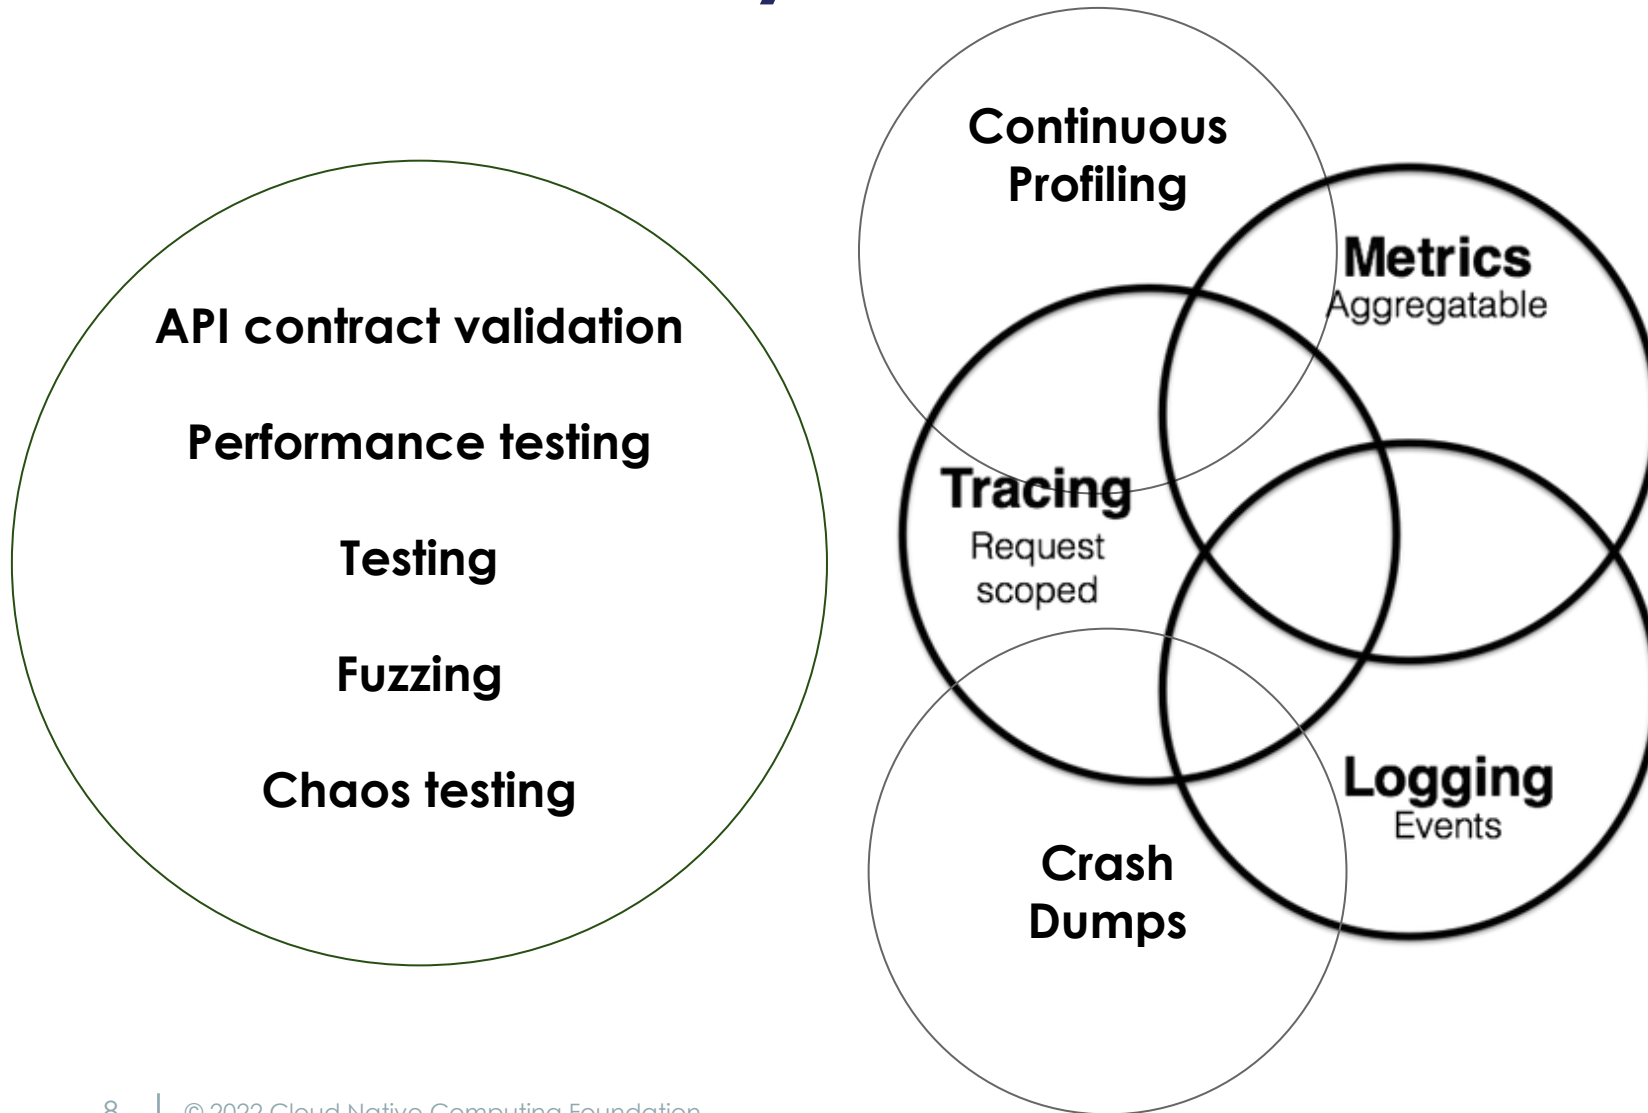 API contract validation
Performance testing
Testing
Fuzzing
Chaos testing
Continuous
Profiling
Metrics
Aggregatable
Tracing
Request
scoped
Logging
Events
Crash
Dumps
8 | © 2022 Cloud Native Computing Foundation